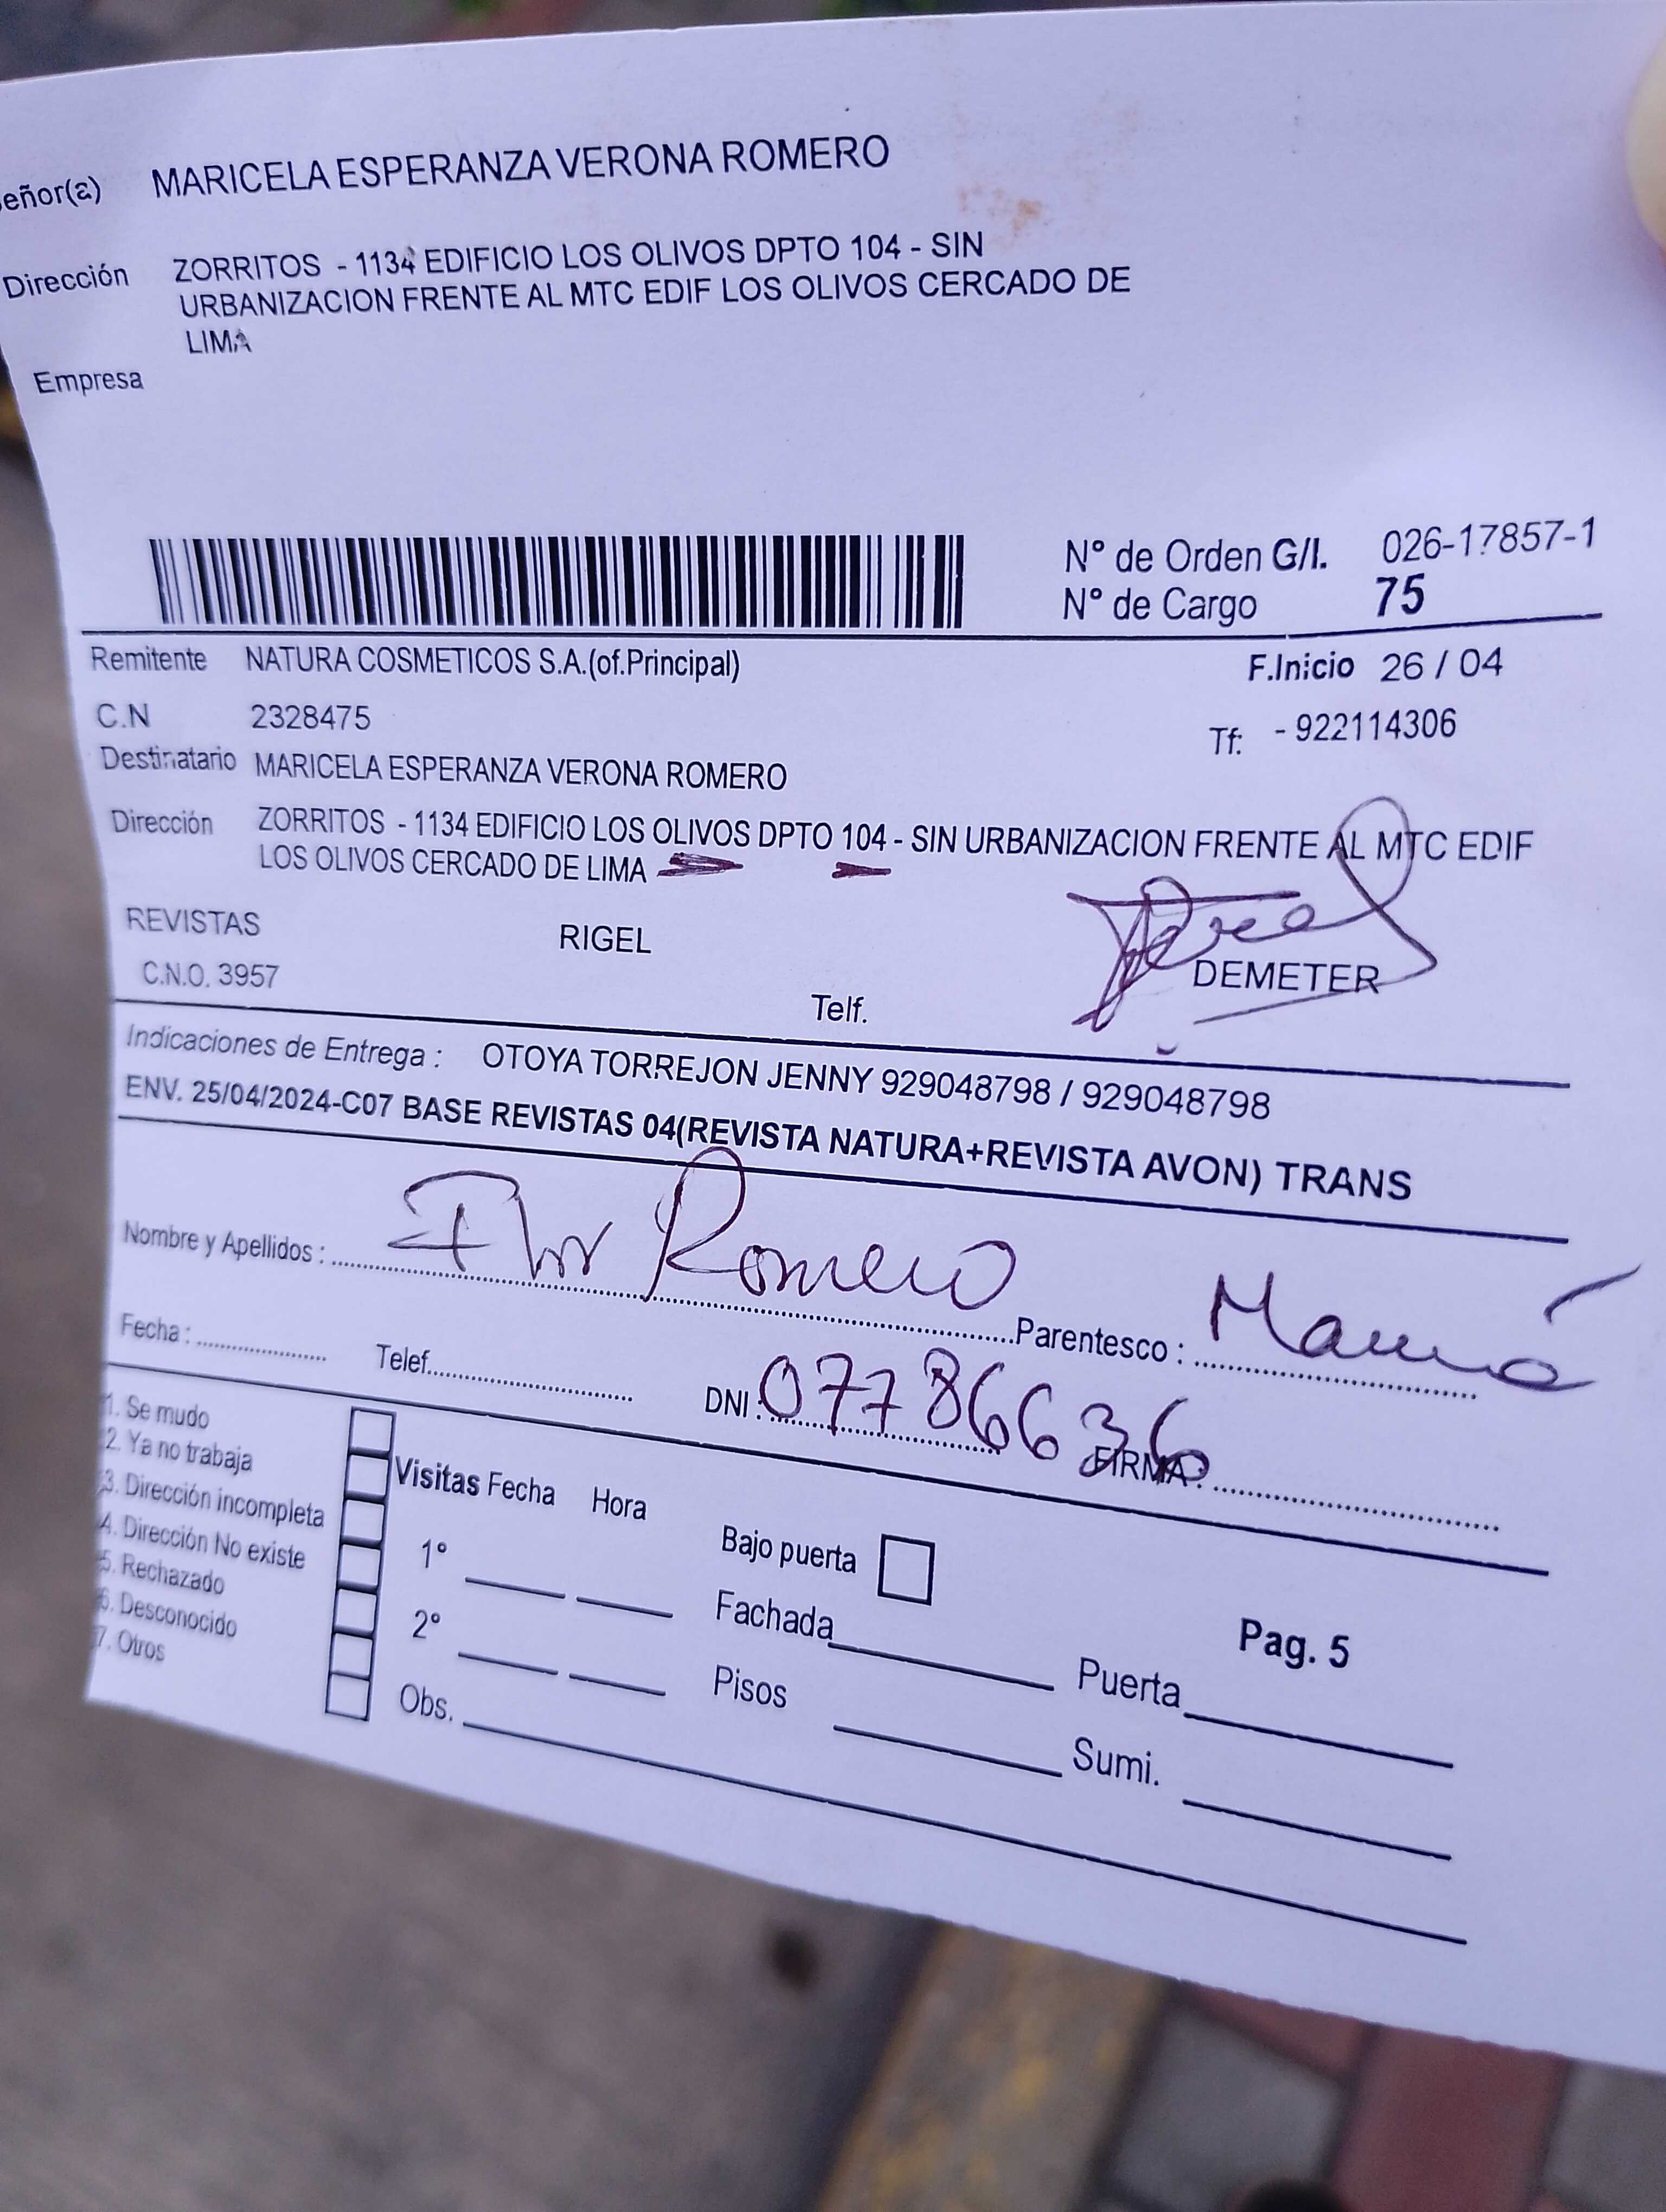 eñor(a) MARICELA ESPERANZA VERONA ROMERO
Dirección ZORRITOS - 1134 EDIFICIO LOS OLIVOS DPTO 104 - SIN
URBANIZACION FRENTE AL MTC EDIF LOS OLIVOS CERCADO DE
LIMA
Empresa
N° de Orden G/I. 026-17857-1
N° de Cargo 75
Remitente NATURA COSMETICOS S.A.(of.Principal) F.Inicio 26 / 04
C.N 2328475 Tf: - 922114306
Destinatario MARICELA ESPERANZA VERONA ROMERO
Dirección ZORRITOS - 1134 EDIFICIO LOS OLIVOS DPTO 104 - SIN URBANIZACION FRENTE AL MTC EDIF
LOS OLIVOS CERCADO DE LIMA
REVISTAS RIGEL DEMETER
C.N.O. 3957 Telf.
Indicaciones de Entrega : OTOYA TORREJON JENNY 929048798 / 929048798
ENV. 25/04/2024-C07 BASE REVISTAS 04(REVISTA NATURA+REVISTA AVON) TRANS
Nombre y Apellidos : Flor Romero Parentesco : Mamá
Fecha : Telef. DNI : 07786636 FIRMA :
1. Se mudo
2. Ya no trabaja
3. Dirección incompleta
4. Dirección No existe
5. Rechazado
6. Desconocido
7. Otros
Visitas Fecha Hora Bajo puerta
1° Fachada Pag. 5
2° Pisos Puerta
Obs. Sumi.